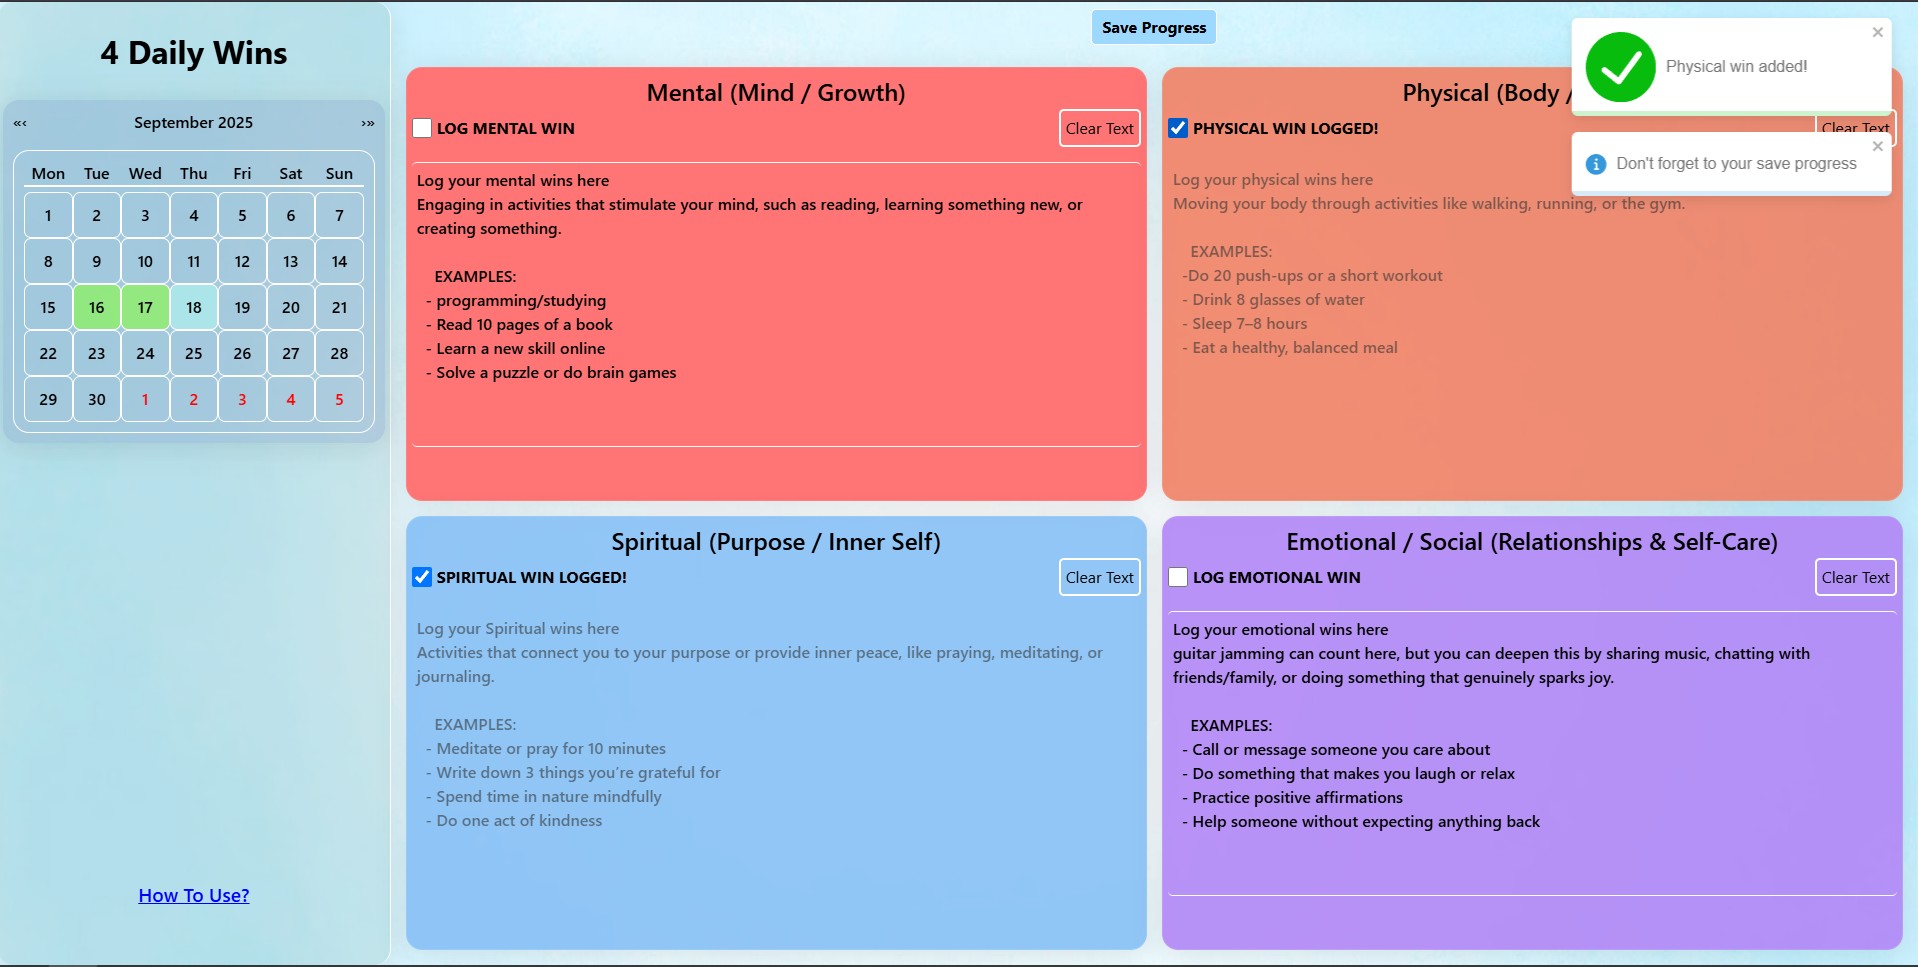 4 Daily Wins
«‹ September 2025 ›»
Mon Tue Wed Thu Fri Sat Sun
1 2 3 4 5 6 7
8 9 10 11 12 13 14
15 16 17 18 19 20 21
22 23 24 25 26 27 28
29 30 1 2 3 4 5
How To Use?
Save Progress
Mental (Mind / Growth)
LOG MENTAL WIN
Clear Text
Log your mental wins here
Engaging in activities that stimulate your mind, such as reading, learning something new, or
creating something.
EXAMPLES:
- programming/studying
- Read 10 pages of a book
- Learn a new skill online
- Solve a puzzle or do brain games
Physical (Body /
PHYSICAL WIN LOGGED!
Clear Text
Log your physical wins here
Moving your body through activities like walking, running, or the gym.
EXAMPLES:
-Do 20 push-ups or a short workout
- Drink 8 glasses of water
- Sleep 7–8 hours
- Eat a healthy, balanced meal
Physical win added!
Don't forget to your save progress
Spiritual (Purpose / Inner Self)
SPIRITUAL WIN LOGGED!
Clear Text
Log your Spiritual wins here
Activities that connect you to your purpose or provide inner peace, like praying, meditating, or
journaling.
EXAMPLES:
- Meditate or pray for 10 minutes
- Write down 3 things you’re grateful for
- Spend time in nature mindfully
- Do one act of kindness
Emotional / Social (Relationships & Self-Care)
LOG EMOTIONAL WIN
Clear Text
Log your emotional wins here
guitar jamming can count here, but you can deepen this by sharing music, chatting with
friends/family, or doing something that genuinely sparks joy.
EXAMPLES:
- Call or message someone you care about
- Do something that makes you laugh or relax
- Practice positive affirmations
- Help someone without expecting anything back